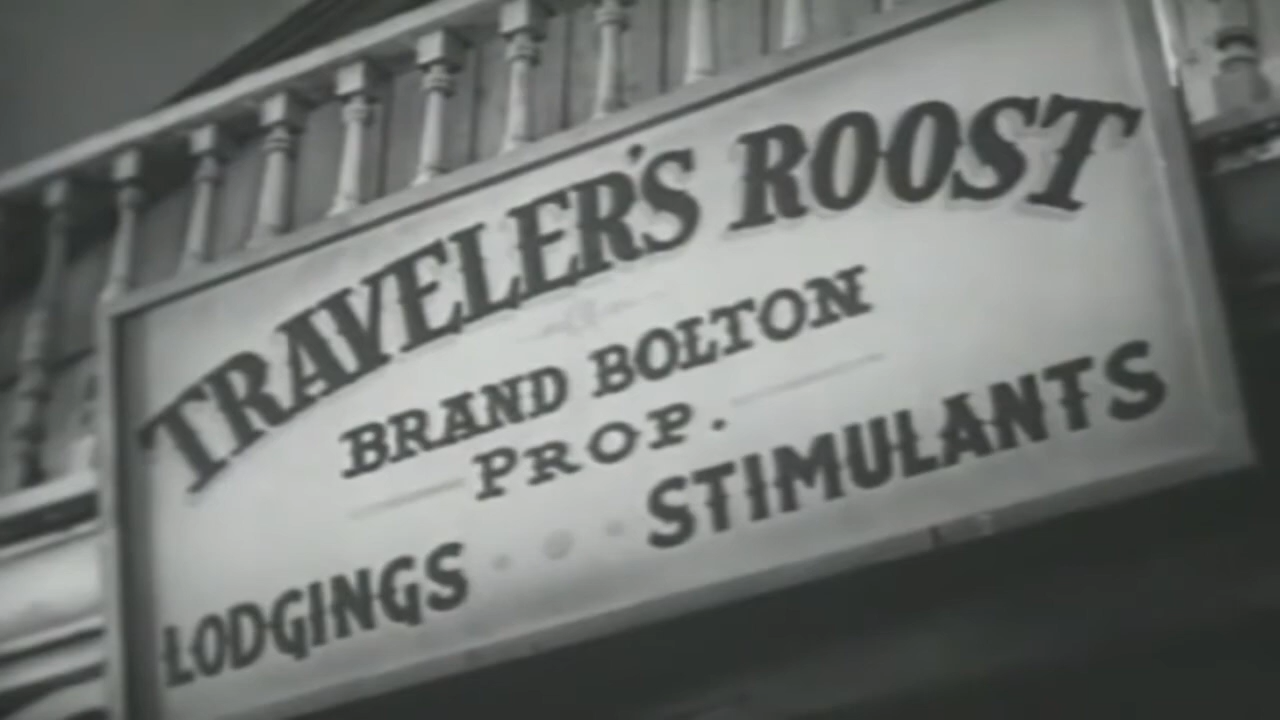 TRAVELER'S ROOST
BRAND BOLTON
PROP.
LODGINGS • • • STIMULANTS